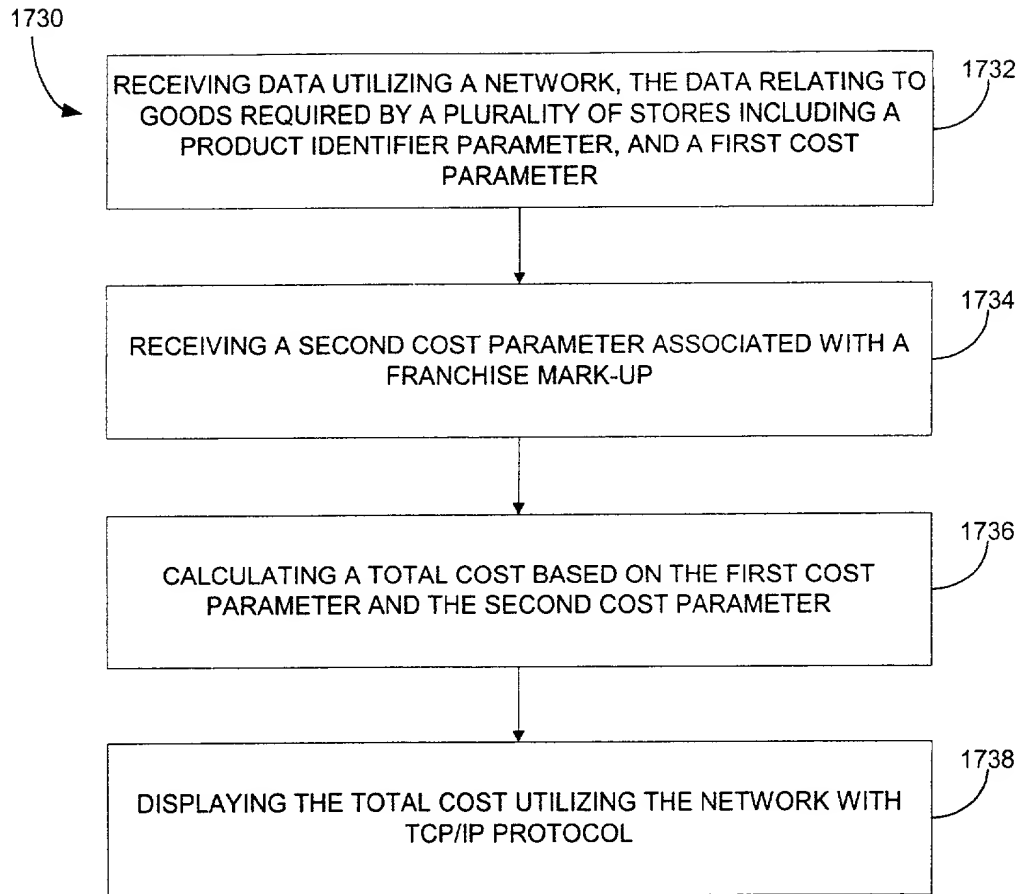 1730
1732
RECEIVING DATA UTILIZING A NETWORK, THE DATA RELATING TO
GOODS REQUIRED BY A PLURALITY OF STORES INCLUDING A
PRODUCT IDENTIFIER PARAMETER, AND A FIRST COST
PARAMETER
1734
RECEIVING A SECOND COST PARAMETER ASSOCIATED WITH A
FRANCHISE MARK-UP
1736
CALCULATING A TOTAL COST BASED ON THE FIRST COST
PARAMETER AND THE SECOND COST PARAMETER
1738
DISPLAYING THE TOTAL COST UTILIZING THE NETWORK WITH
TCP/IP PROTOCOL